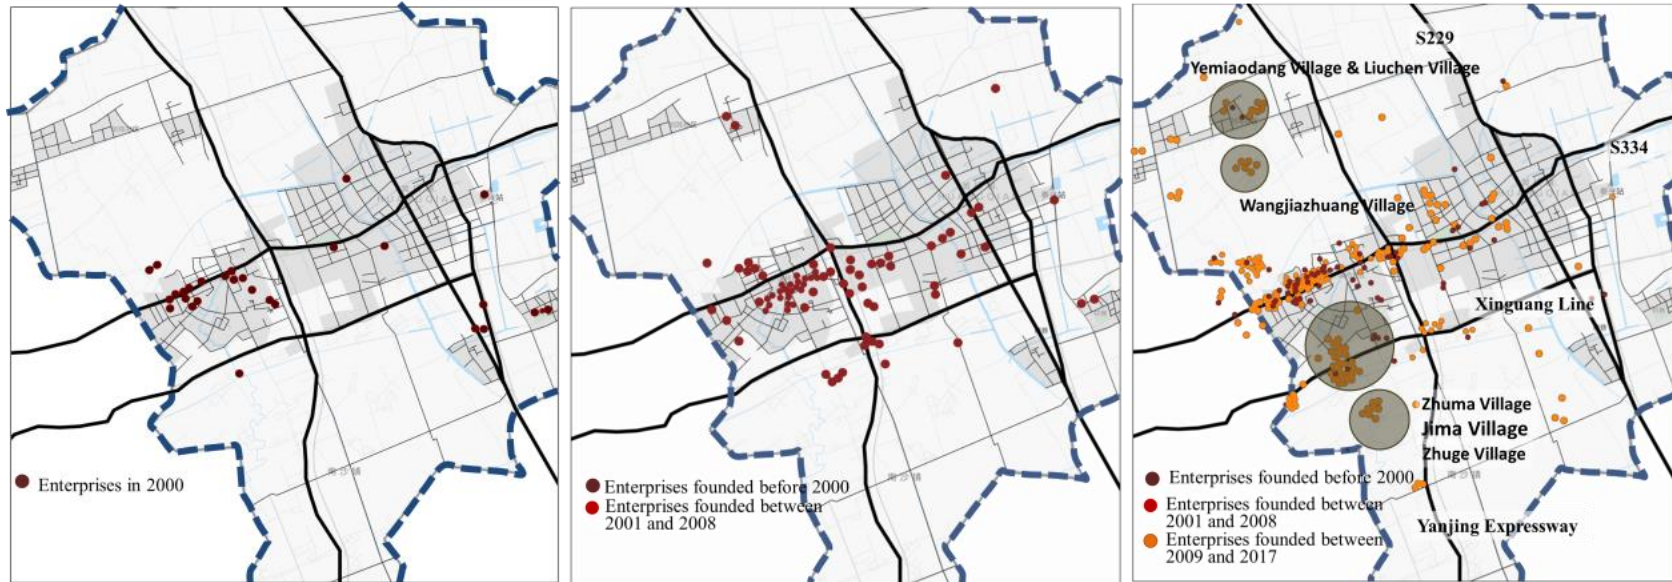 Enterprises in 2000
Enterprises founded before 2000
Enterprises founded between
2001 and 2008
S229
Yemiaodang Village & Liuchen Village
S334
Wangjiazhuang Village
Xinguang Line
Zhuma Village
Jima Village
Zhuge Village
Enterprises founded before 2000
Enterprises founded between
2001 and 2008
Enterprises founded between
2009 and 2017
Yanjing Expressway